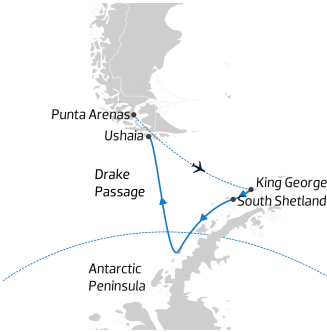 Punta Arenas
Ushaia
Drake
Passage
King George
South Shetland
Antarctic
Peninsula